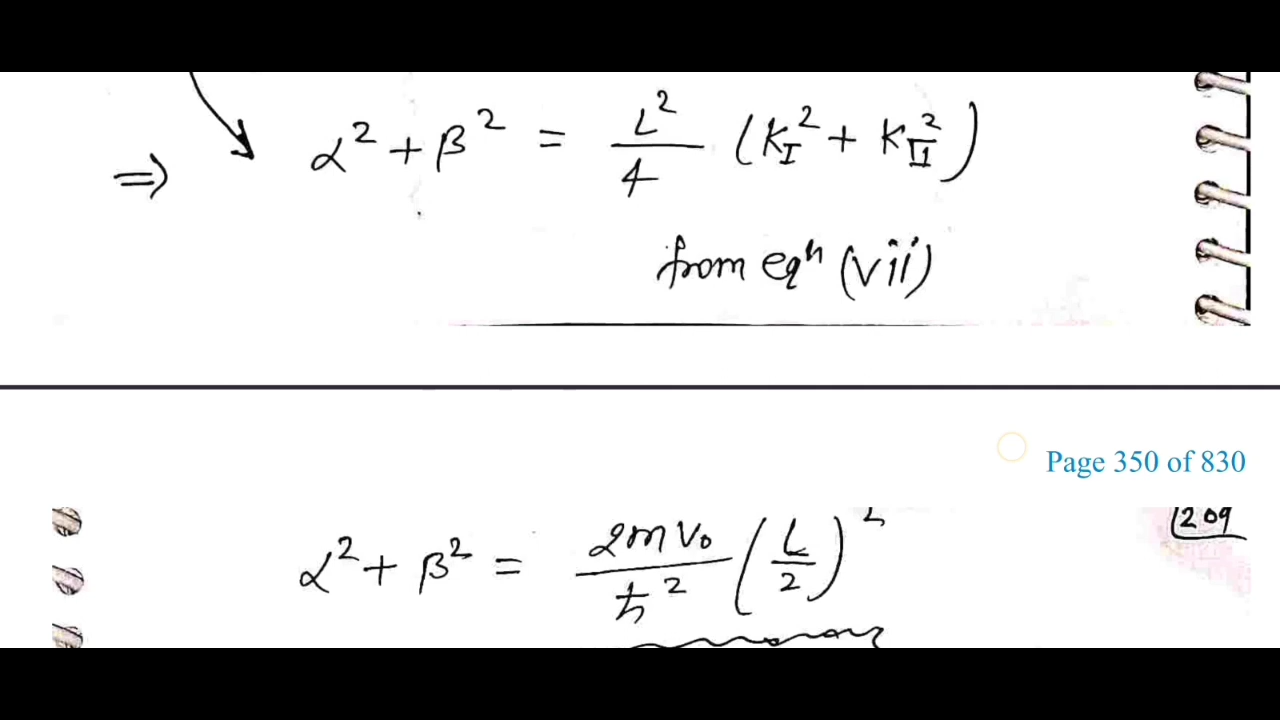 ⇒ α² + β² = L²/4 (K_I² + K_II²)
from eqⁿ (vii)
Page 350 of 830
209
α² + β² = 2mV₀/ħ² (L/2)²